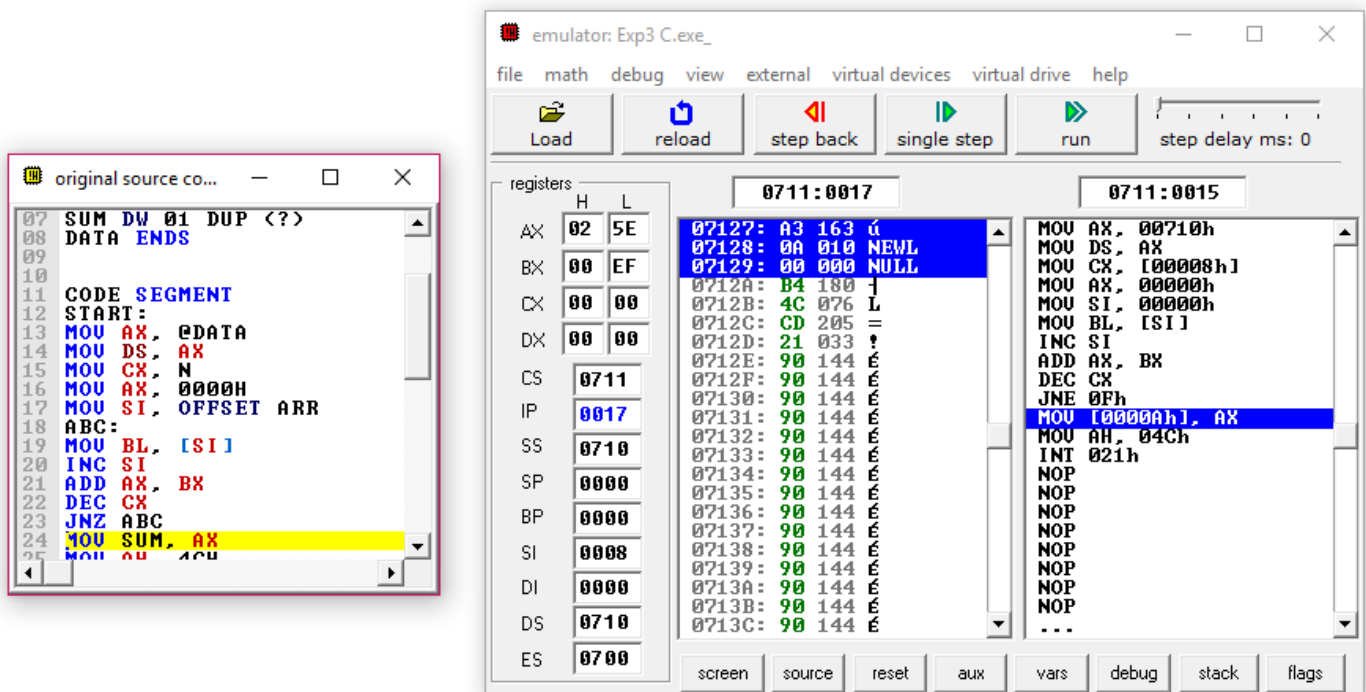 original source co...
07 SUM DW 01 DUP (?)
08 DATA ENDS
09
10
11 CODE SEGMENT
12 START:
13 MOV AX, @DATA
14 MOV DS, AX
15 MOV CX, N
16 MOV AX, 0000H
17 MOV SI, OFFSET ARR
18 ABC:
19 MOV BL, [SI]
20 INC SI
21 ADD AX, BX
22 DEC CX
23 JNZ ABC
24 MOV SUM, AX
25 MOV AH, 4CH
emulator: Exp3 C.exe_
file math debug view external virtual devices virtual drive help
Load reload step back single step run step delay ms: 0
registers
H L
AX 02 5E
BX 00 EF
CX 00 00
DX 00 00
CS 0711
IP 0017
SS 0710
SP 0000
BP 0000
SI 0008
DI 0000
DS 0710
ES 0700
0711:0017
07127: A3 163 ú
07128: 0A 010 NEWL
07129: 00 000 NULL
0712A: B4 180 ┤
0712B: 4C 076 L
0712C: CD 205 =
0712D: 21 033 !
0712E: 90 144 É
0712F: 90 144 É
07130: 90 144 É
07131: 90 144 É
07132: 90 144 É
07133: 90 144 É
07134: 90 144 É
07135: 90 144 É
07136: 90 144 É
07137: 90 144 É
07138: 90 144 É
07139: 90 144 É
0713A: 90 144 É
0713B: 90 144 É
0713C: 90 144 É
0711:0015
MOV AX, 00710h
MOV DS, AX
MOV CX, [00008h]
MOV AX, 00000h
MOV SI, 00000h
MOV BL, [SI]
INC SI
ADD AX, BX
DEC CX
JNE 0Fh
MOV [0000Ah], AX
MOV AH, 04Ch
INT 021h
NOP
NOP
NOP
NOP
NOP
NOP
NOP
NOP
...
screen source reset aux vars debug stack flags